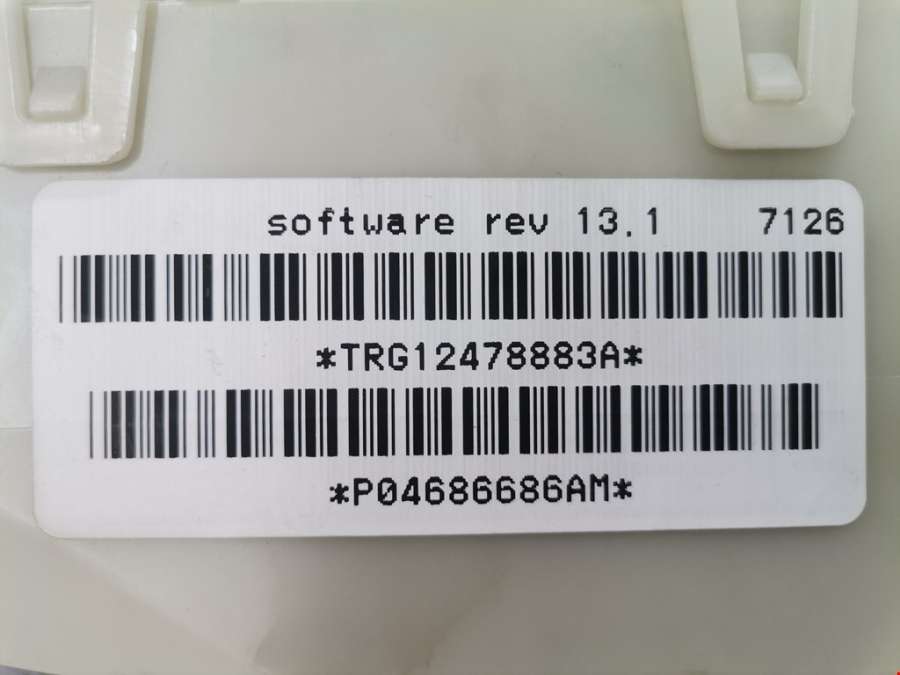 software rev 13.1 7126
*TRG12478883A*
*P04686686AM*